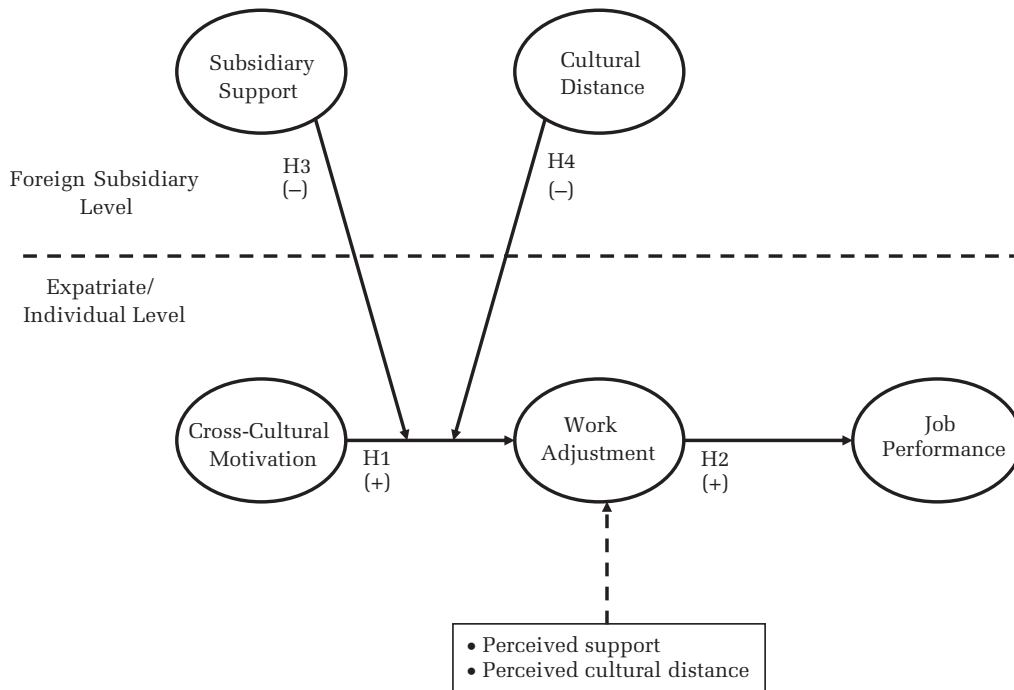 Subsidiary
Support
Cultural
Distance
H3
(–)
H4
(–)
Foreign Subsidiary
Level
Expatriate/
Individual Level
Cross-Cultural
Motivation
H1
(+)
Work
Adjustment
H2
(+)
Job
Performance
• Perceived support
• Perceived cultural distance